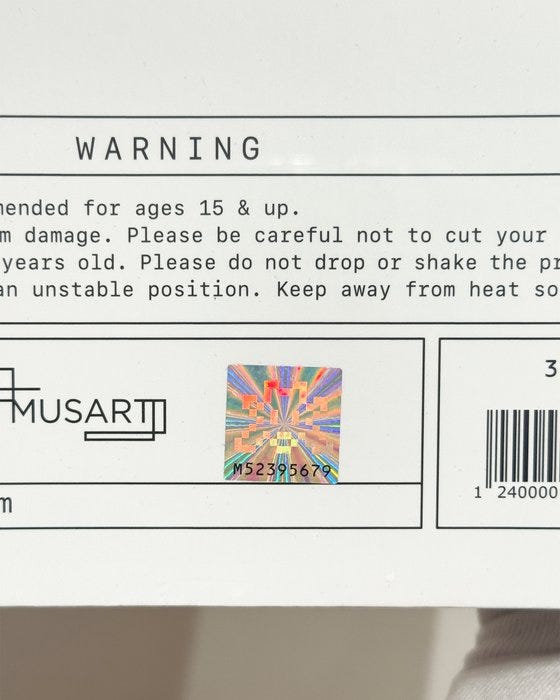 WARNING
ended for ages 15 & up.
m damage. Please be careful not to cut your
years old. Please do not drop or shake the pr
an unstable position. Keep away from heat so
MUSART
M52395679
m
3
1 240000